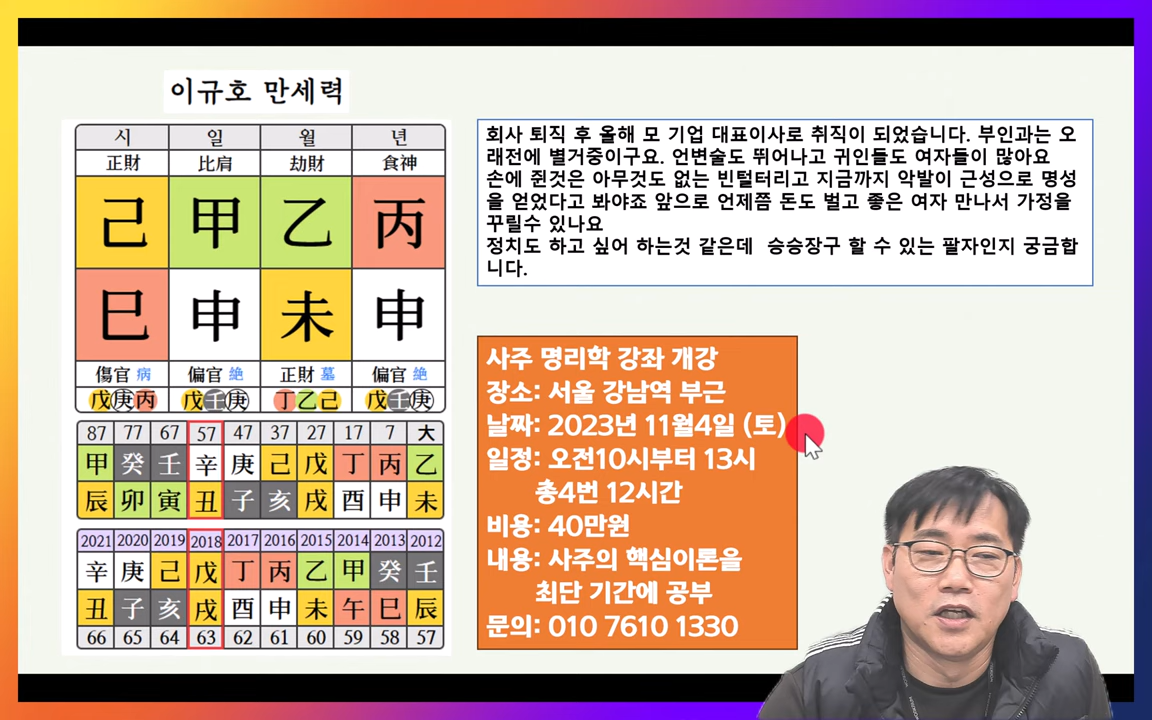 이규호 만세력
시 일 월 년
正財 比肩 劫財 食神
己 甲 乙 丙
巳 申 未 申
傷官 病 偏官 絶 正財 墓 偏官 絶
戊庚丙 戊壬庚 丁乙己 戊壬庚
87 77 67 57 47 37 27 17 7 大
甲 癸 壬 辛 庚 己 戊 丁 丙 乙
辰 卯 寅 丑 子 亥 戌 酉 申 未
2021 2020 2019 2018 2017 2016 2015 2014 2013 2012
辛 庚 己 戊 丁 丙 乙 甲 癸 壬
丑 子 亥 戌 酉 申 未 午 巳 辰
66 65 64 63 62 61 60 59 58 57
회사 퇴직 후 올해 모 기업 대표이사로 취직이 되었습니다. 부인과는 오
래전에 별거중이구요. 언변술도 뛰어나고 귀인들도 여자들이 많아요
손에 쥔것은 아무것도 없는 빈털터리고 지금까지 악발이 근성으로 명성
을 얻었다고 봐야죠 앞으로 언제쯤 돈도 벌고 좋은 여자 만나서 가정을
꾸릴수 있나요
정치도 하고 싶어 하는것 같은데 승승장구 할 수 있는 팔자인지 궁금합
니다.
사주 명리학 강좌 개강
장소: 서울 강남역 부근
날짜: 2023년 11월4일 (토)
일정: 오전10시부터 13시
총4번 12시간
비용: 40만원
내용: 사주의 핵심이론을
최단 기간에 공부
문의: 010 7610 1330